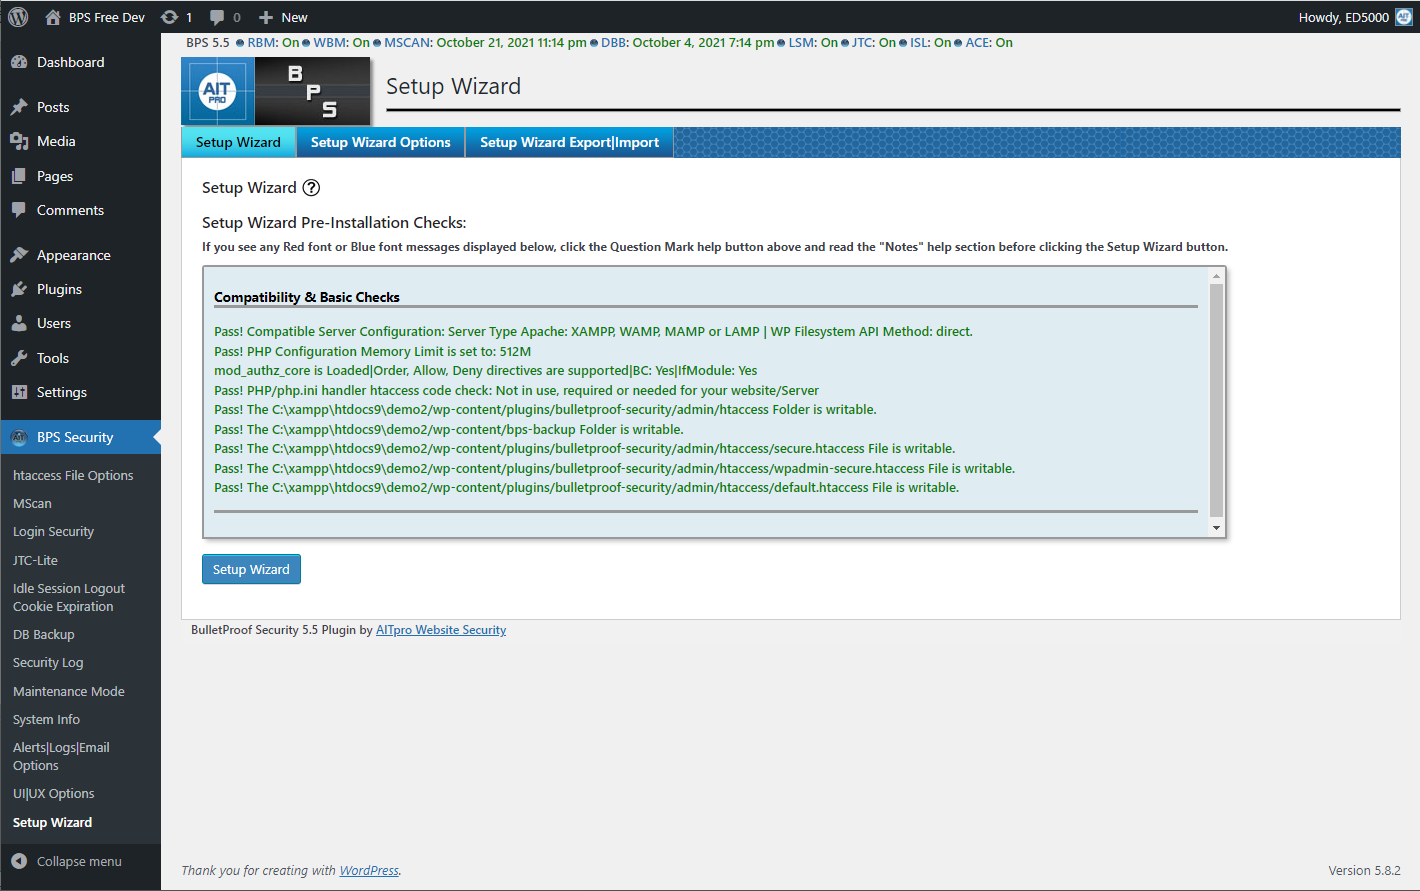 BPS Free Dev 1 0 New Howdy, ED5000
BPS 5.5 RBM: On WBM: On MSCAN: October 21, 2021 11:14 pm DBB: October 4, 2021 7:14 pm LSM: On JTC: On ISL: On ACE: On
Dashboard
Posts
Media
Pages
Comments
Appearance
Plugins
Users
Tools
Settings
BPS Security
htaccess File Options
MScan
Login Security
JTC-Lite
Idle Session Logout
Cookie Expiration
DB Backup
Security Log
Maintenance Mode
System Info
Alerts|Logs|Email
Options
UI|UX Options
Setup Wizard
Collapse menu
AIT
PRO
B
P
S
Setup Wizard
Setup Wizard Setup Wizard Options Setup Wizard Export|Import
Setup Wizard ?
Setup Wizard Pre-Installation Checks:
If you see any Red font or Blue font messages displayed below, click the Question Mark help button above and read the "Notes" help section before clicking the Setup Wizard button.
Compatibility & Basic Checks
Pass! Compatible Server Configuration: Server Type Apache: XAMPP, WAMP, MAMP or LAMP | WP Filesystem API Method: direct.
Pass! PHP Configuration Memory Limit is set to: 512M
mod_authz_core is Loaded|Order, Allow, Deny directives are supported|BC: Yes|IfModule: Yes
Pass! PHP/php.ini handler htaccess code check: Not in use, required or needed for your website/Server
Pass! The C:\xampp\htdocs9\demo2/wp-content/plugins/bulletproof-security/admin/htaccess Folder is writable.
Pass! The C:\xampp\htdocs9\demo2/wp-content/bps-backup Folder is writable.
Pass! The C:\xampp\htdocs9\demo2/wp-content/plugins/bulletproof-security/admin/htaccess/secure.htaccess File is writable.
Pass! The C:\xampp\htdocs9\demo2/wp-content/plugins/bulletproof-security/admin/htaccess/wpadmin-secure.htaccess File is writable.
Pass! The C:\xampp\htdocs9\demo2/wp-content/plugins/bulletproof-security/admin/htaccess/default.htaccess File is writable.
Setup Wizard
BulletProof Security 5.5 Plugin by AITpro Website Security
Thank you for creating with WordPress. Version 5.8.2